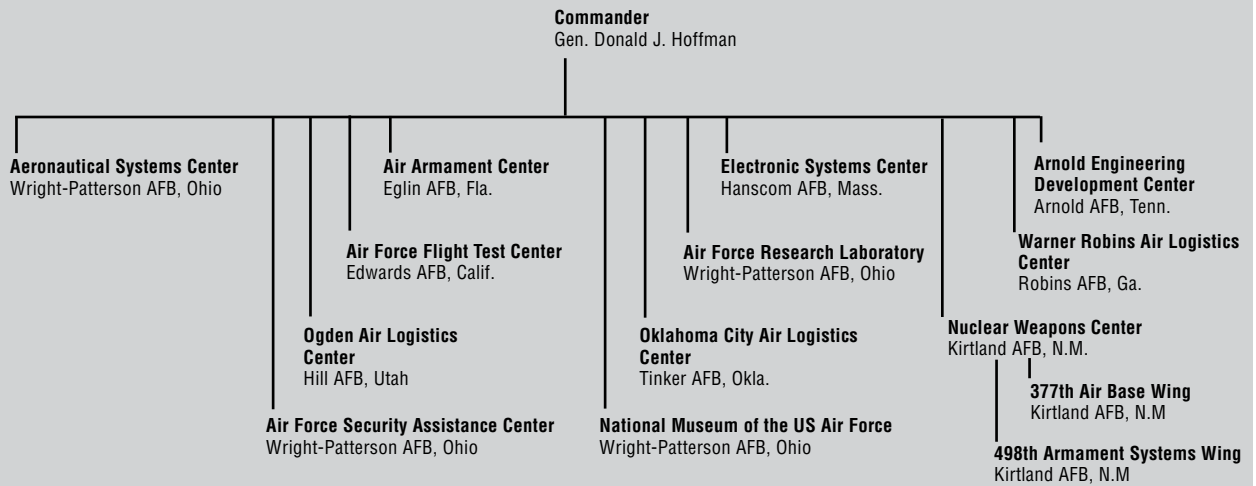 Commander
Gen. Donald J. Hoffman
Aeronautical Systems Center
Wright-Patterson AFB, Ohio
Air Armament Center
Eglin AFB, Fla.
Electronic Systems Center
Hanscom AFB, Mass.
Arnold Engineering
Development Center
Arnold AFB, Tenn.
Air Force Flight Test Center
Edwards AFB, Calif.
Air Force Research Laboratory
Wright-Patterson AFB, Ohio
Warner Robins Air Logistics
Center
Robins AFB, Ga.
Ogden Air Logistics
Center
Hill AFB, Utah
Oklahoma City Air Logistics
Center
Tinker AFB, Okla.
Nuclear Weapons Center
Kirtland AFB, N.M.
377th Air Base Wing
Kirtland AFB, N.M
Air Force Security Assistance Center
Wright-Patterson AFB, Ohio
National Museum of the US Air Force
Wright-Patterson AFB, Ohio
498th Armament Systems Wing
Kirtland AFB, N.M